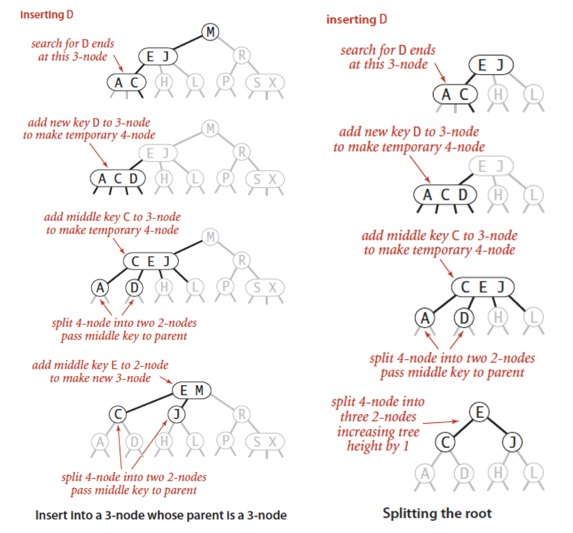 Inserting D
search for D ends
at this 3-node
M
E J
R
A C
H
L
P
S X
add new key D to 3-node
to make temporary 4-node
M
E J
R
A C D
H
L
P
S X
add middle key C to 3-node
to make temporary 4-node
M
C E J
R
A
D
H
L
P
S X
split 4-node into two 2-nodes
pass middle key to parent
add middle key E to 2-node
to make new 3-node
E M
C
J
R
A
D
H
L
P
S X
split 4-node into two 2-nodes
pass middle key to parent
Insert into a 3-node whose parent is a 3-node
inserting D
search for D ends
at this 3-node
E J
A C
H
L
add new key D to 3-node
to make temporary 4-node
E J
A C D
H
L
add middle key C to 3-node
to make temporary 4-node
C E J
A
D
H
L
split 4-node into two 2-nodes
pass middle key to parent
split 4-node into
three 2-nodes
increasing tree
height by 1
E
C
J
A
D
H
L
Splitting the root